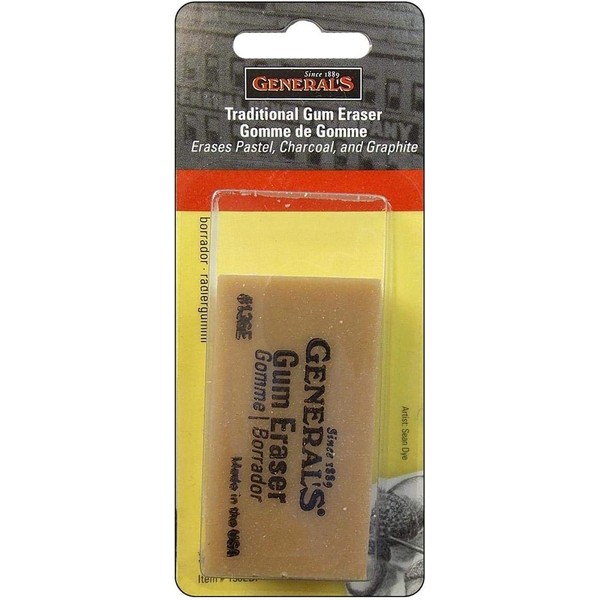 Since 1889
GENERAL'S
Traditional Gum Eraser
Gomme de Gomme
Erases Pastel, Charcoal, and Graphite
borrador · radiergummi
#136E
GENERAL'S®
Since 1889
Gum Eraser
Gomme | Borrador
Made in the USA
Artist: Sean Dye
Item #